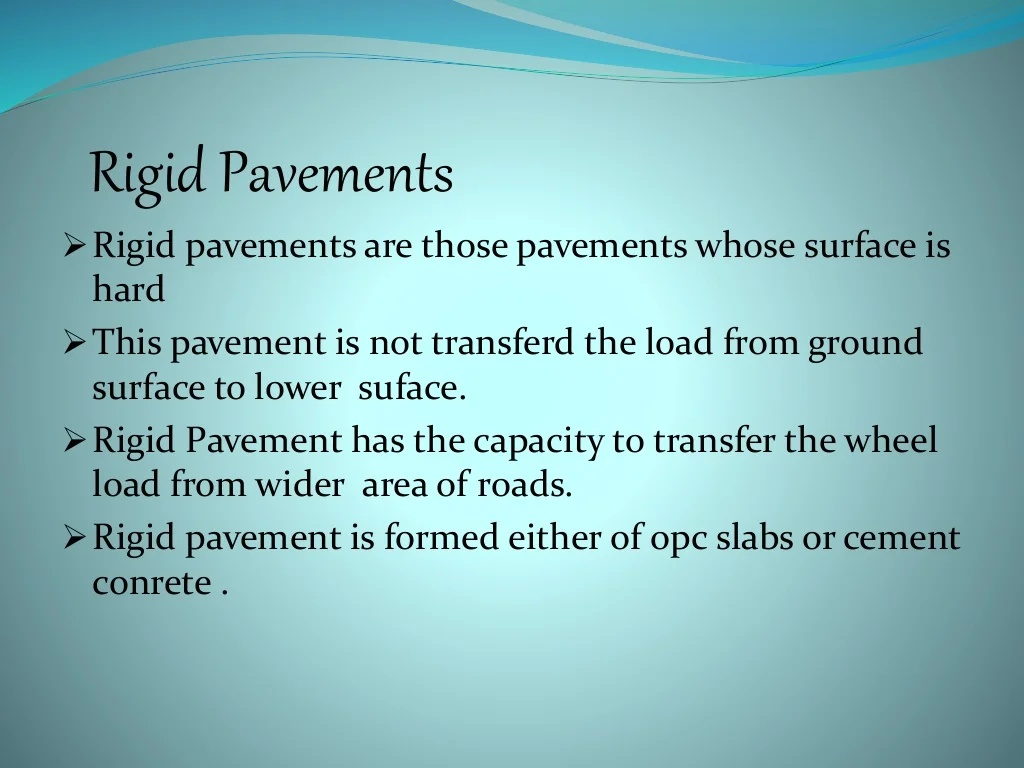 Rigid Pavements
➢Rigid pavements are those pavements whose surface is
hard
➢This pavement is not transferd the load from ground
surface to lower  suface.
➢Rigid Pavement has the capacity to transfer the wheel
load from wider  area of roads.
➢Rigid pavement is formed either of opc slabs or cement
conrete .